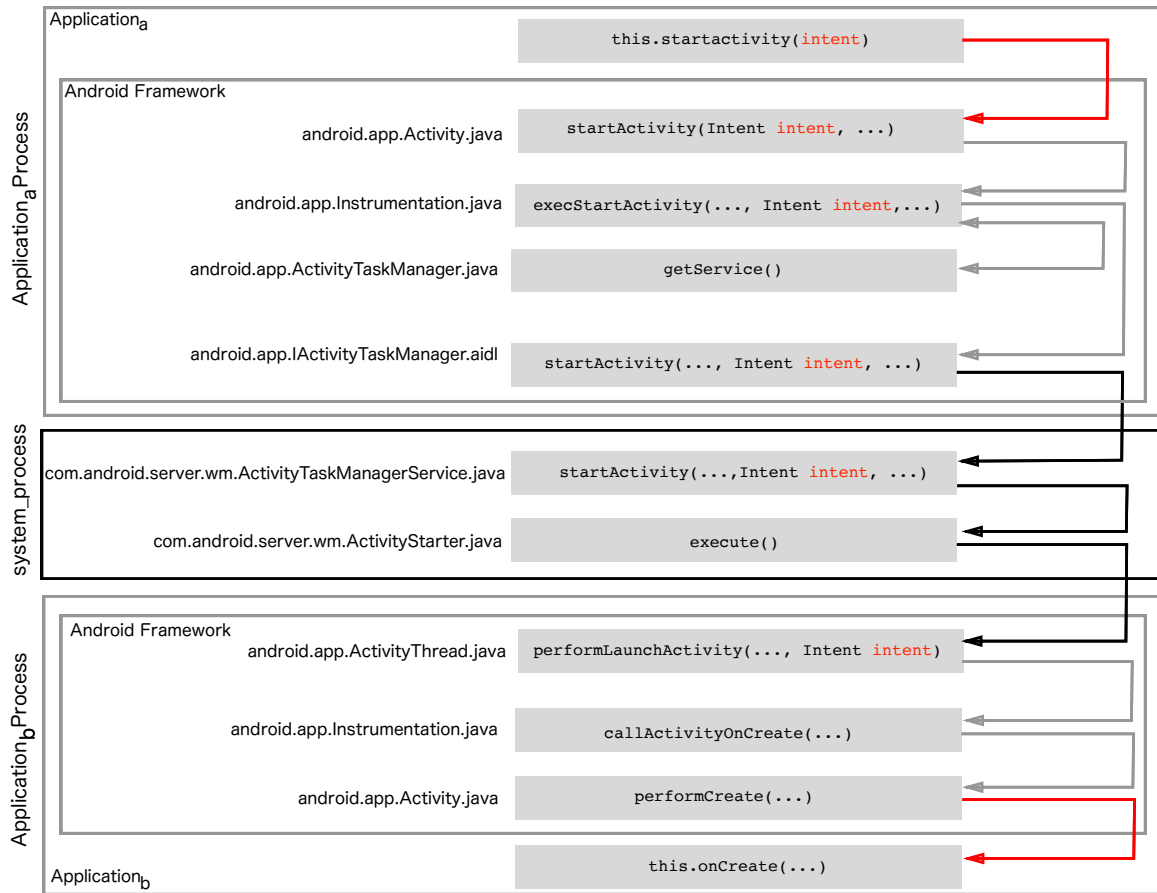 Applicationa
this.startactivity(intent)
Android Framework
android.app.Activity.java
startActivity(Intent intent, ...)
android.app.Instrumentation.java
execStartActivity(..., Intent intent,...)
android.app.ActivityTaskManager.java
getService()
android.app.IActivityTaskManager.aidl
startActivity(..., Intent intent, ...)
ApplicationaProcess
com.android.server.wm.ActivityTaskManagerService.java
startActivity(...,Intent intent, ...)
com.android.server.wm.ActivityStarter.java
execute()
system_process
Android Framework
android.app.ActivityThread.java
performLaunchActivity(..., Intent intent)
android.app.Instrumentation.java
callActivityOnCreate(...)
android.app.Activity.java
performCreate(...)
this.onCreate(...)
Applicationb
ApplicationbProcess